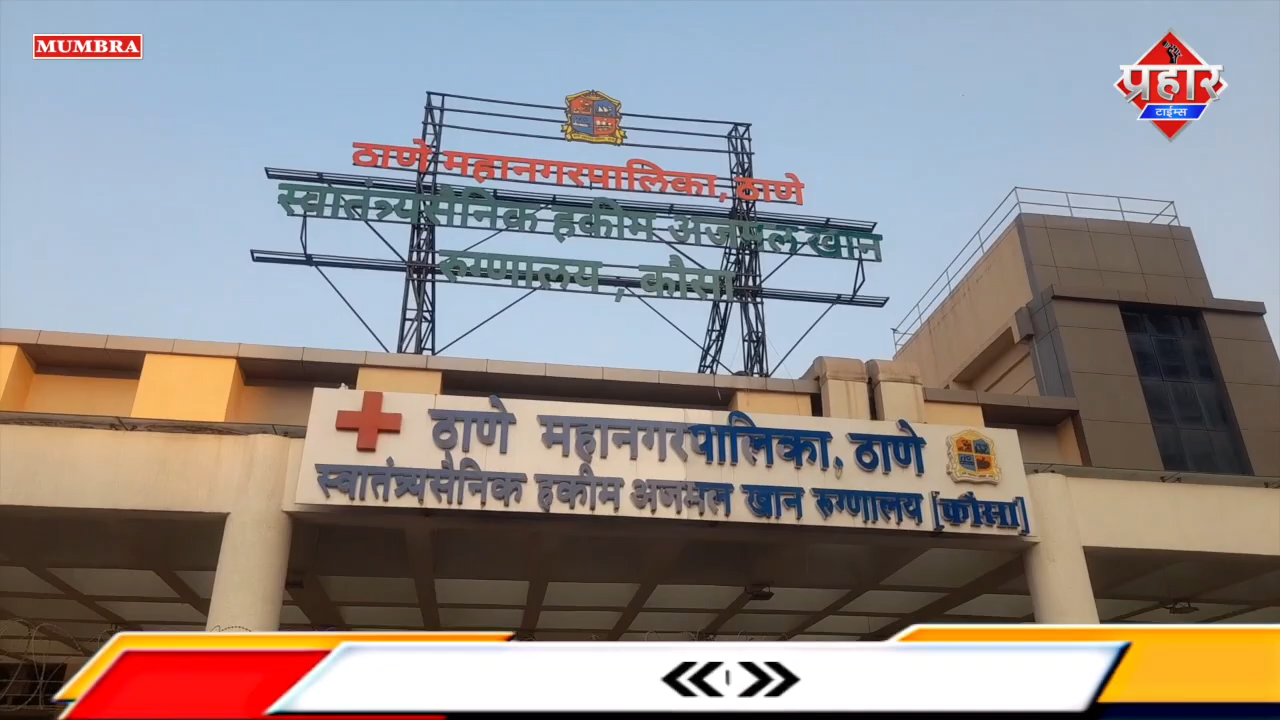 MUMBRA
प्रहार
टाईम्स
ठाणे महानगरपालिका, ठाणे
स्वातंत्र्यसैनिक हकीम अजमल खान
रुग्णालय , कौसा
ठाणे महानगरपालिका, ठाणे
स्वातंत्र्यसैनिक हकीम अजमल खान रुग्णालय [कौसा]